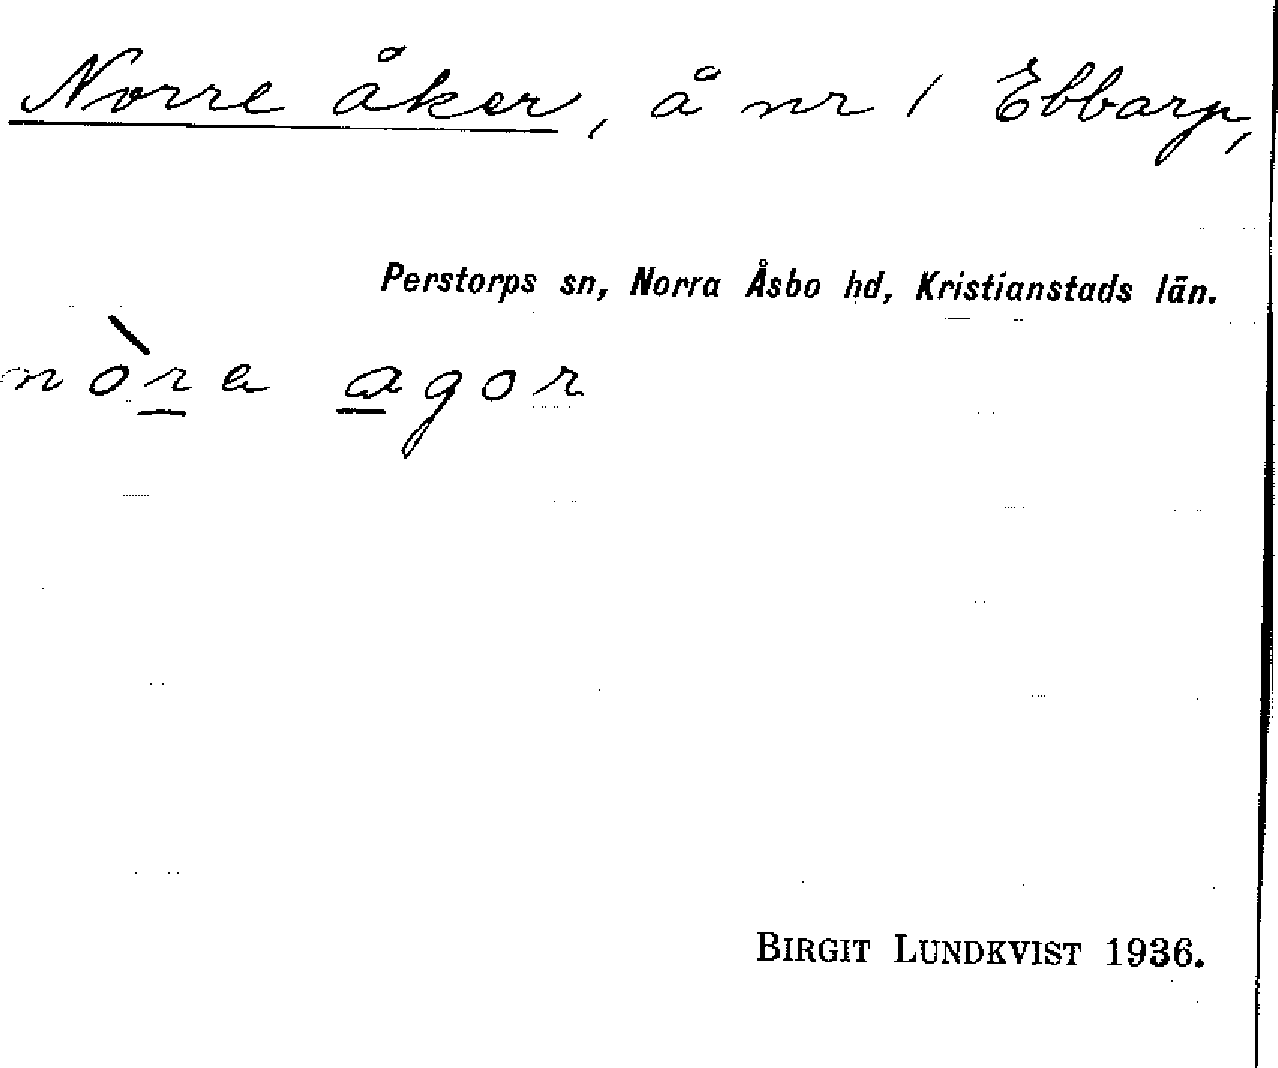 Norre åker, å nr 1 Ebbarp,
Perstorps sn, Norra Åsbo hd, Kristianstads län.
nòra agor
BIRGIT LUNDKVIST 1936.